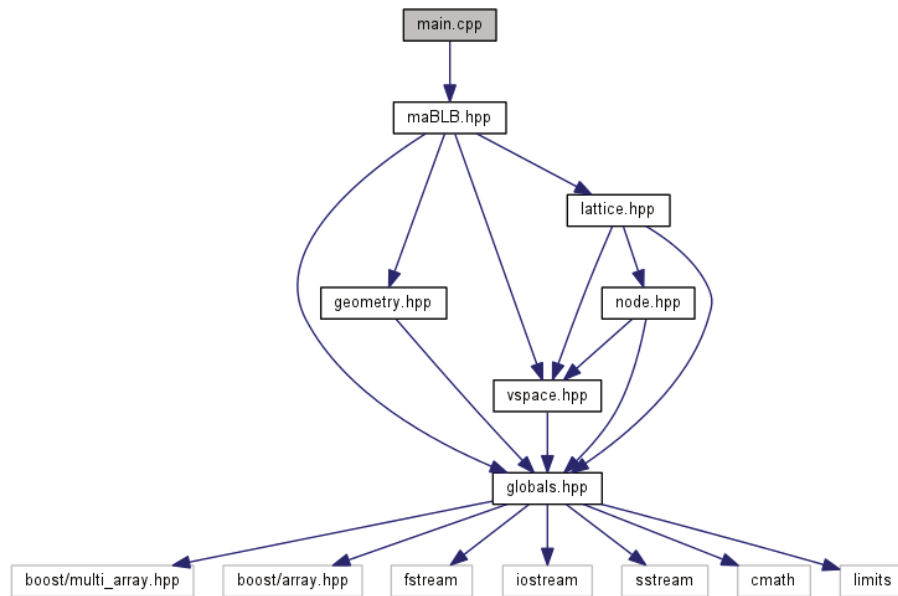 main.cpp
maBLB.hpp
lattice.hpp
geometry.hpp
node.hpp
vspace.hpp
globals.hpp
boost/multi_array.hpp
boost/array.hpp
fstream
iostream
sstream
cmath
limits